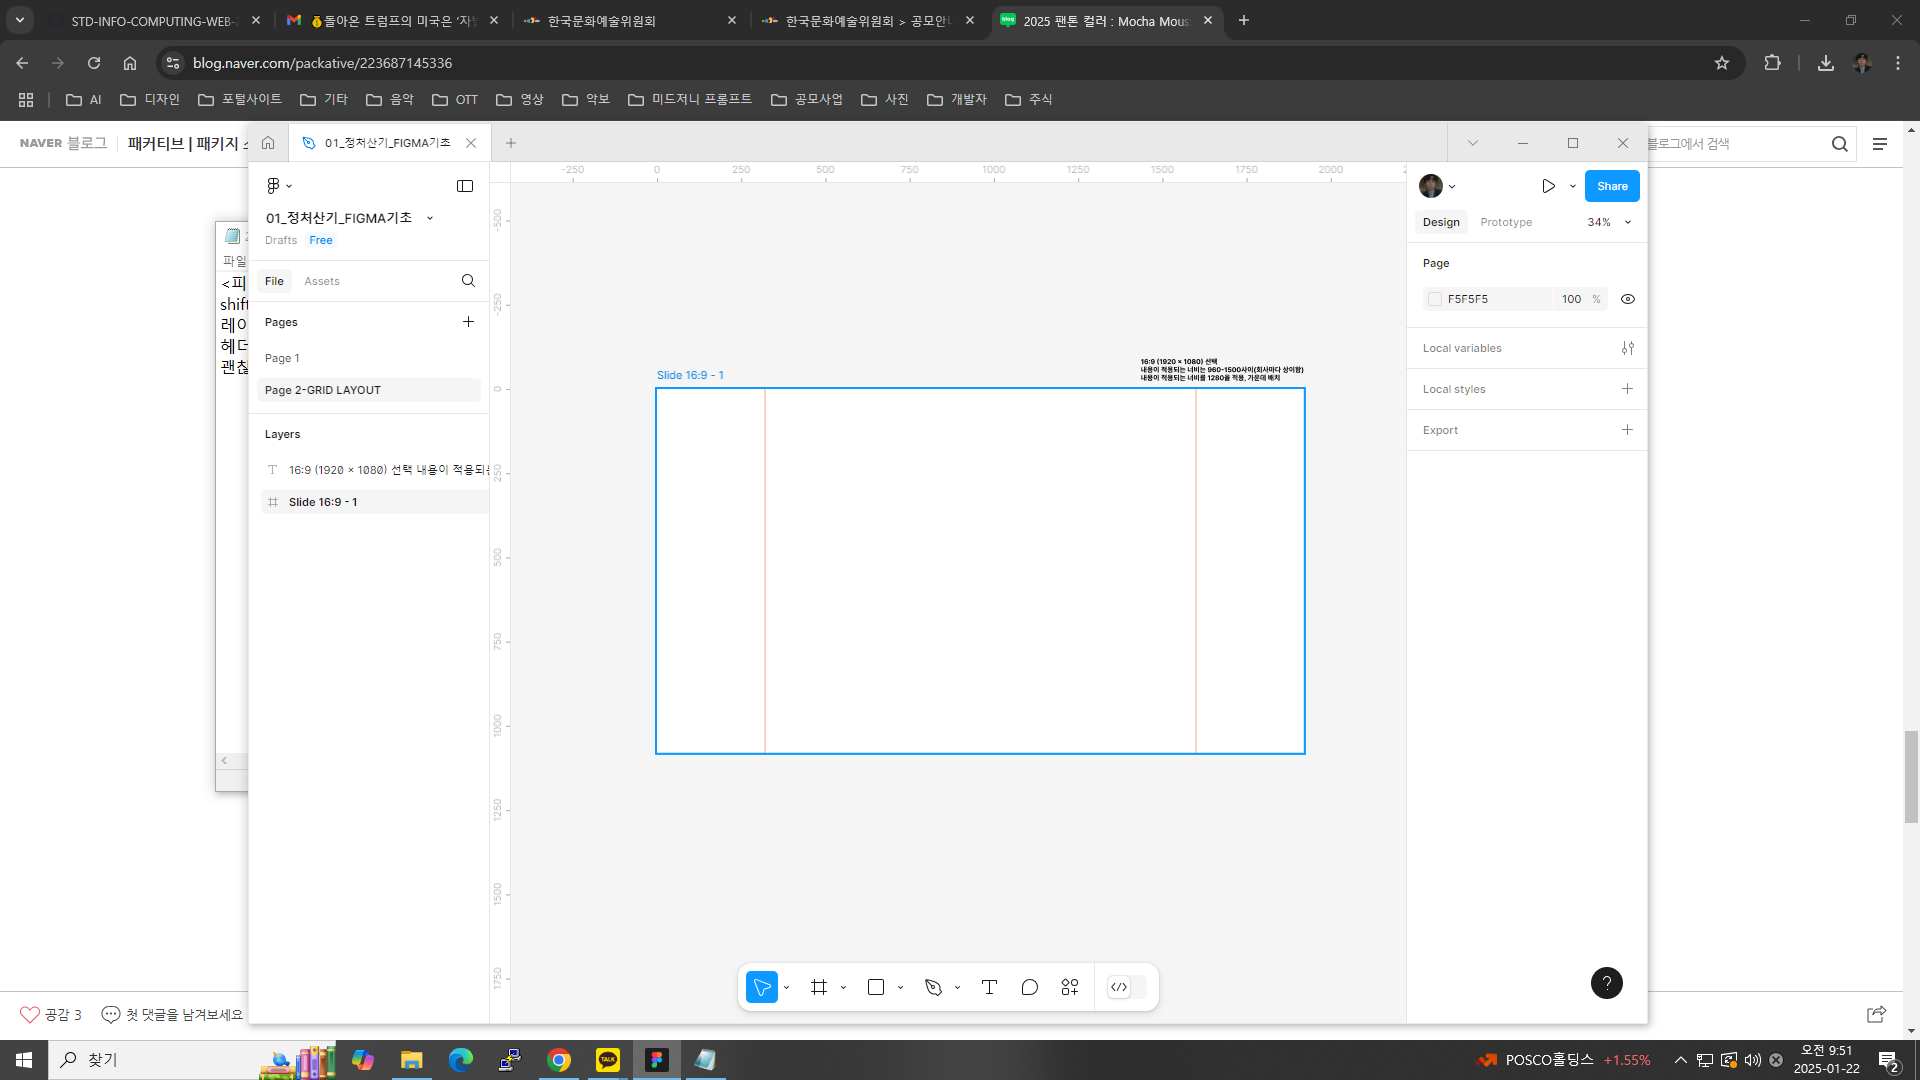 STD-INFO-COMPUTING-WEB-
돌아온 트럼프의 미국은 '자
한국문화예술위원회
한국문화예술위원회 > 공모안
2025 팬톤 컬러 : Mocha Mous
blog.naver.com/packative/223687145336
AI
디자인
포털사이트
기타
음악
OTT
영상
악보
미드저니 프롬프트
공모사업
사진
개발자
주식
NAVER 블로그
패커티브 | 패키지
블로그에서 검색
01_정처산기_FIGMA기초
01_정처산기_FIGMA기초
Drafts
Free
파일
<피
shift
레이
헤더
괜찮
File
Assets
Pages
Page 1
Page 2-GRID LAYOUT
Layers
16:9 (1920 × 1080) 선택 내용이 적용되
Slide 16:9 - 1
-250
0
250
500
750
1000
1250
1500
1750
2000
-500
-250
0
250
500
750
1000
1250
1500
1750
Slide 16:9 - 1
16:9 (1920 × 1080) 선택
내용이 적용되는 너비는 960-1500사이(회사마다 상이함)
내용이 적용되는 너비를 1280을 적용, 가운데 배치
Share
Design
Prototype
34%
Page
F5F5F5
100
%
Local variables
Local styles
Export
?
공감 3
첫 댓글을 남겨보세요
찾기
TALK
POSCO홀딩스 +1.55%
오전 9:51
2025-01-22
2